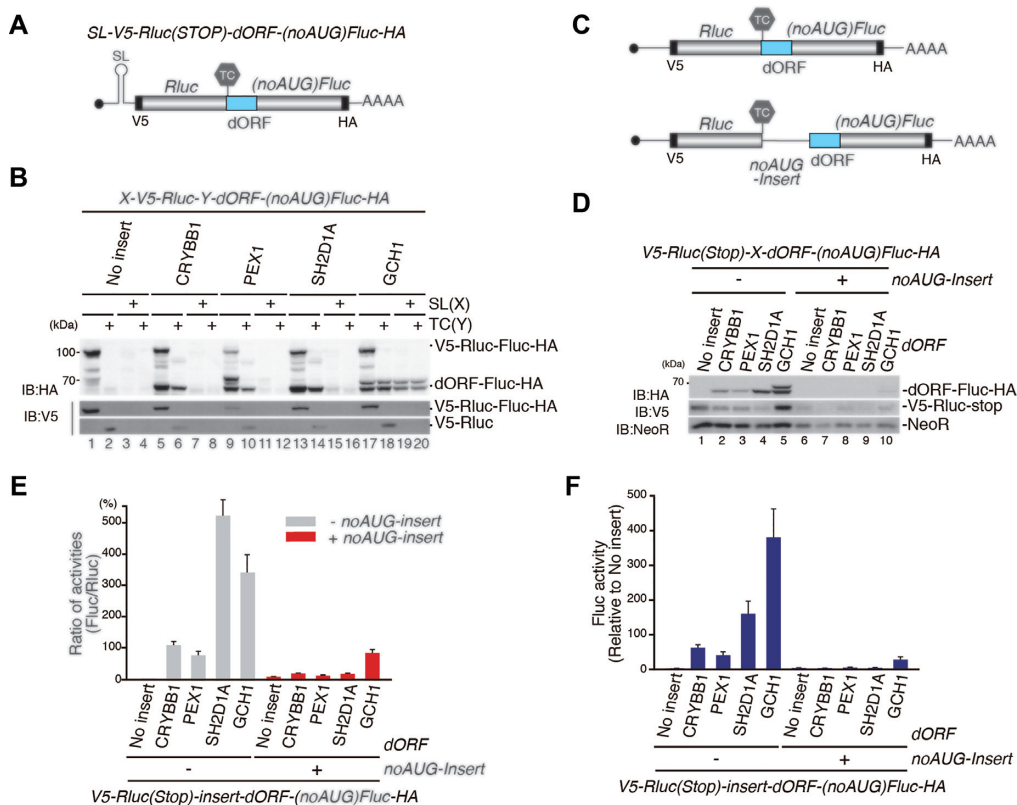 A
SL-V5-Rluc(STOP)-dORF-(noAUG)Fluc-HA
SL
TC
Rluc
(noAUG)Fluc
AAAA
V5
dORF
HA
B
X-V5-Rluc-Y-dORF-(noAUG)Fluc-HA
No insert
CRYBB1
PEX1
SH2D1A
GCH1
+ + + + + SL(X)
(kDa) + + + + + + + + + + TC(Y)
100
V5-Rluc-Fluc-HA
70
IB:HA
dORF-Fluc-HA
IB:V5
V5-Rluc-Fluc-HA
V5-Rluc
1 2 3 4 5 6 7 8 9 10 11 12 13 14 15 16 17 18 19 20
C
TC
Rluc
(noAUG)Fluc
AAAA
V5
dORF
HA
TC
Rluc
(noAUG)Fluc
AAAA
V5
noAUG
-Insert
dORF
HA
D
V5-Rluc(Stop)-X-dORF-(noAUG)Fluc-HA
- + noAUG-Insert
No insert
CRYBB1
PEX1
SH2D1A
GCH1
No insert
CRYBB1
PEX1
SH2D1A
GCH1
dORF
(kDa)
70
IB:HA
-dORF-Fluc-HA
IB:V5
-V5-Rluc-stop
IB:NeoR
-NeoR
1 2 3 4 5 6 7 8 9 10
E
(%)
500
400
300
200
100
0
Ratio of activities
(Fluc/Rluc)
- noAUG-insert
+ noAUG-insert
No insert
CRYBB1
PEX1
SH2D1A
GCH1
No insert
CRYBB1
PEX1
SH2D1A
GCH1
dORF
- + noAUG-Insert
V5-Rluc(Stop)-insert-dORF-(noAUG)Fluc-HA
F
500
400
300
200
100
0
Fluc activity
(Relative to No insert)
No insert
CRYBB1
PEX1
SH2D1A
GCH1
No insert
CRYBB1
PEX1
SH2D1A
GCH1
dORF
- + noAUG-Insert
V5-Rluc(Stop)-insert-dORF-(noAUG)Fluc-HA